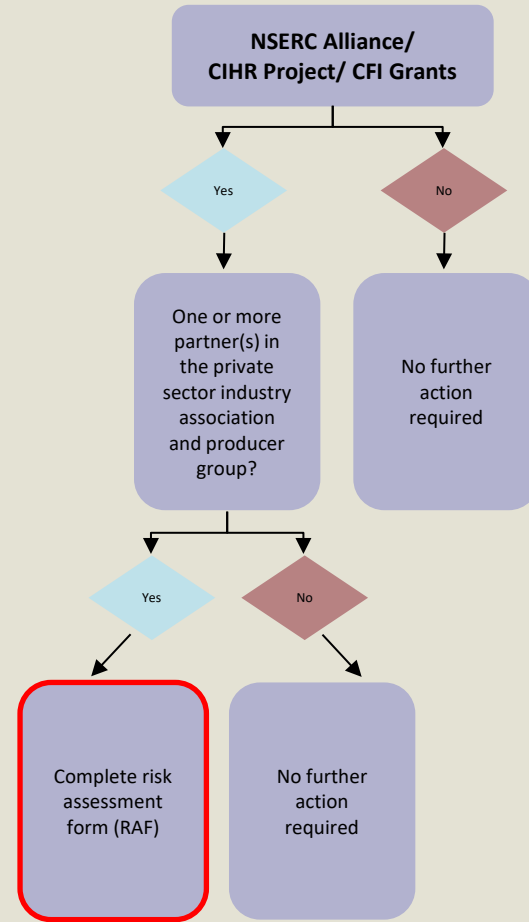 NSERC Alliance/
CIHR Project/ CFI Grants
Yes
No
One or more
partner(s) in
the private
sector industry
association
and producer
group?
No further
action
required
Yes
No
Complete risk
assessment
form (RAF)
No further
action
required